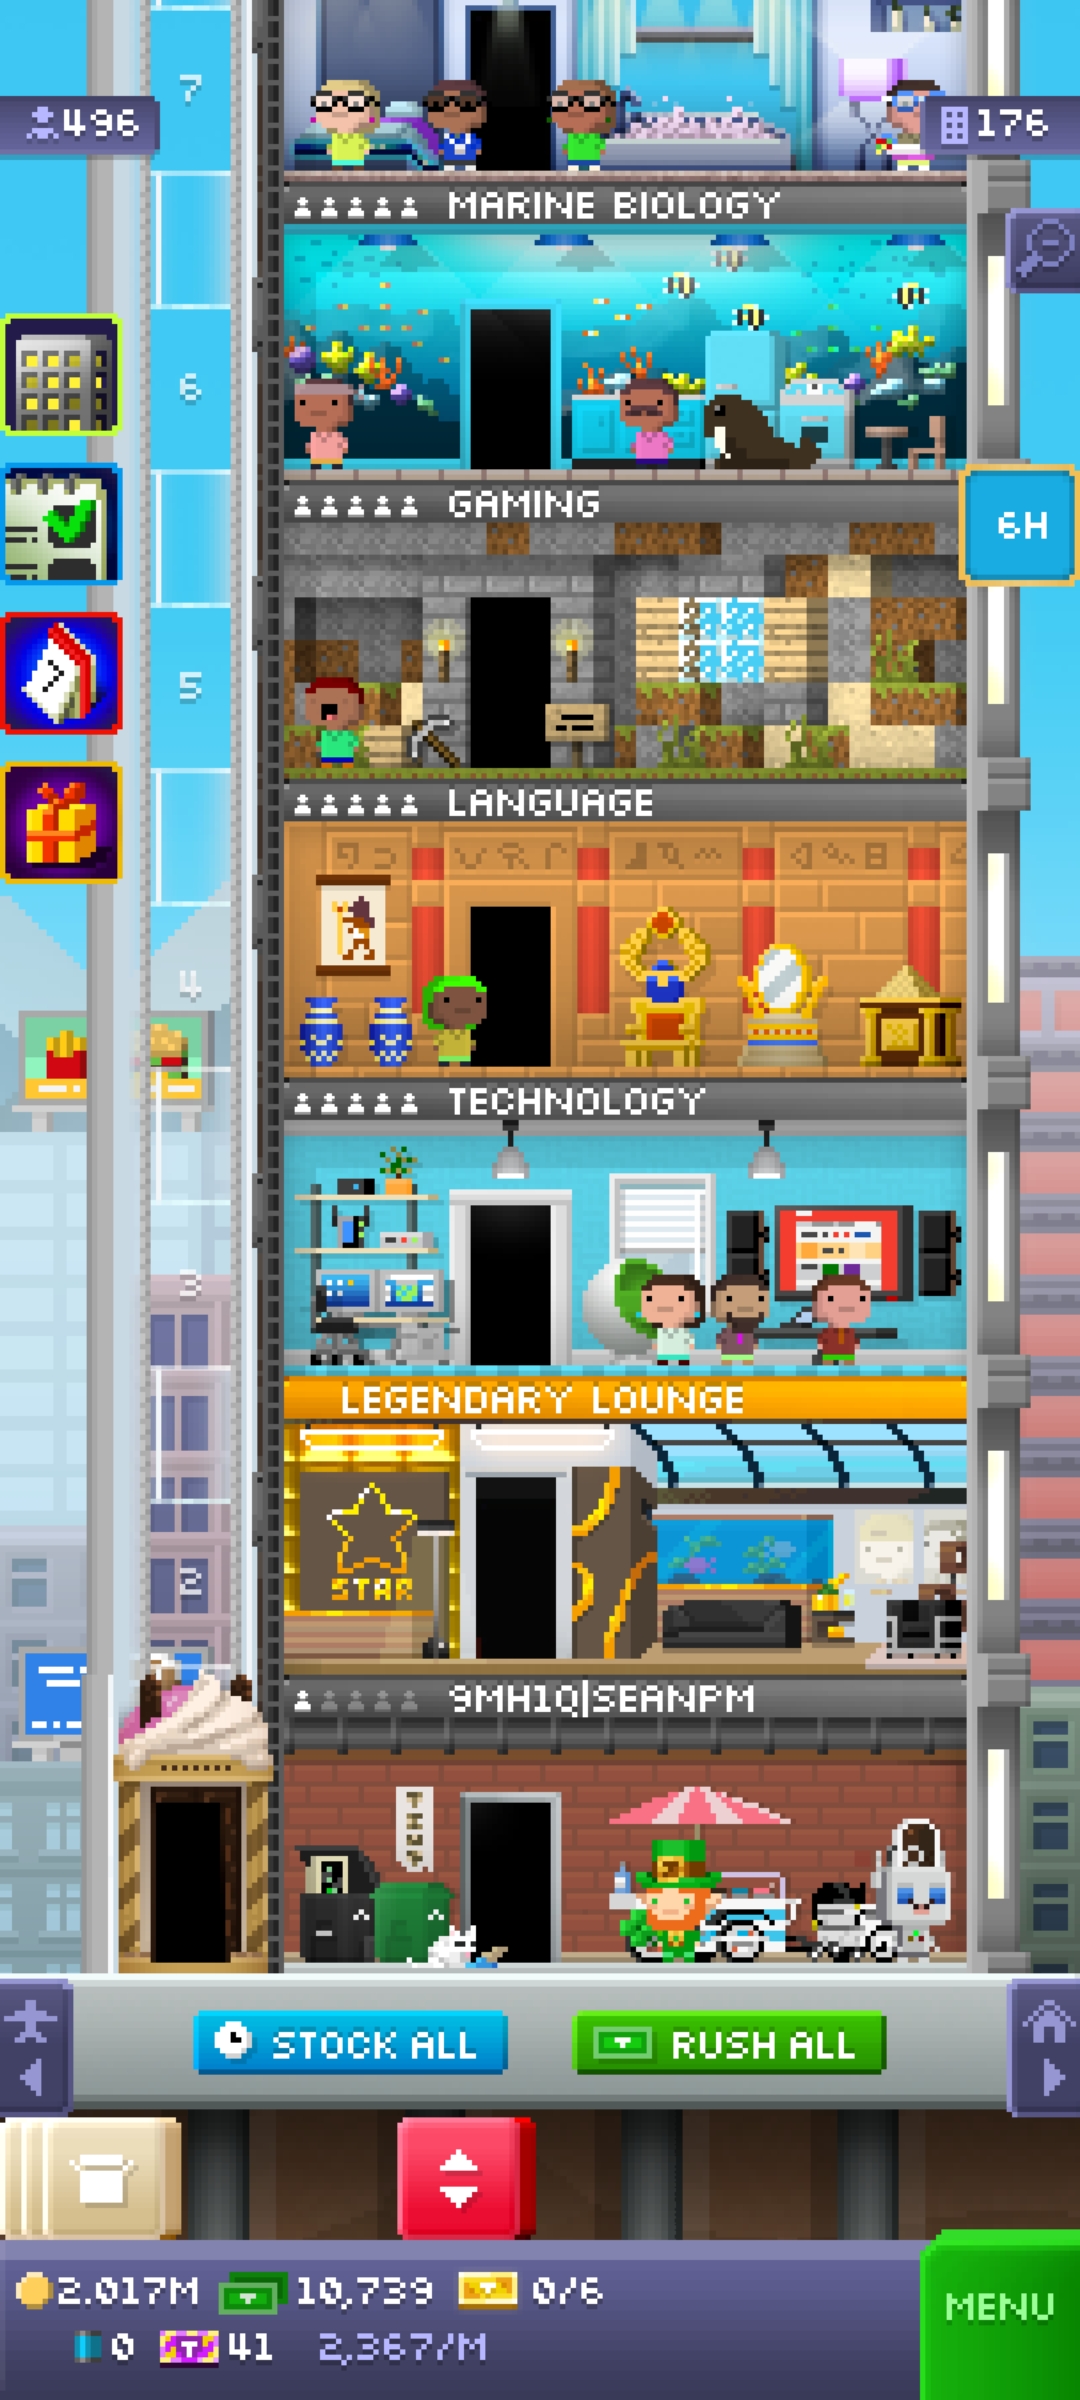 7
496
176
MARINE BIOLOGY
6
GAMING
6H
5
LANGUAGE
4
TECHNOLOGY
3
LEGENDARY LOUNGE
STAR
2
9MH1Q|SEANPM
TINY
STOCK ALL
RUSH ALL
2.017M
10,739
0/6
MENU
0
41
2,367/M